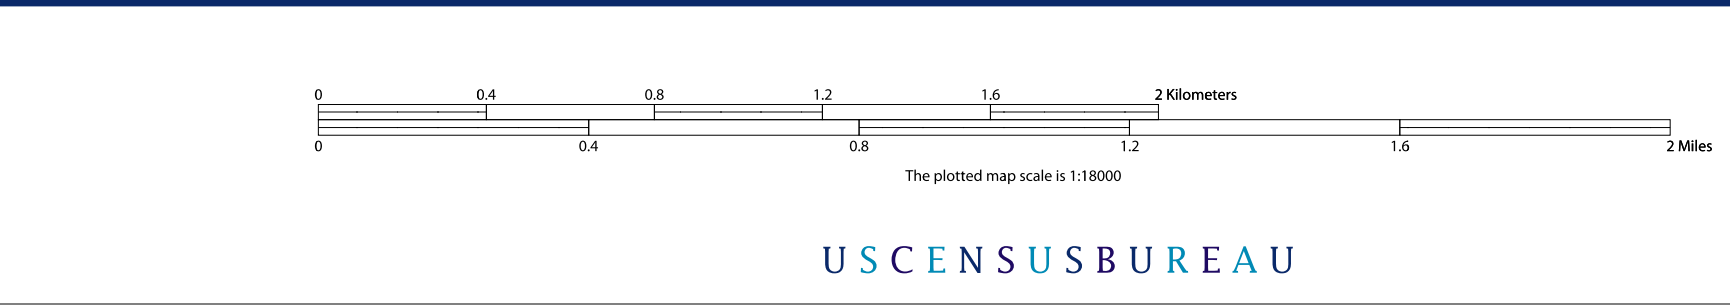 0 0.4 0.8 1.2 1.6 2 Kilometers
0 0.4 0.8 1.2 1.6 2 Miles
The plotted map scale is 1:18000
USCENSUSBUREAU